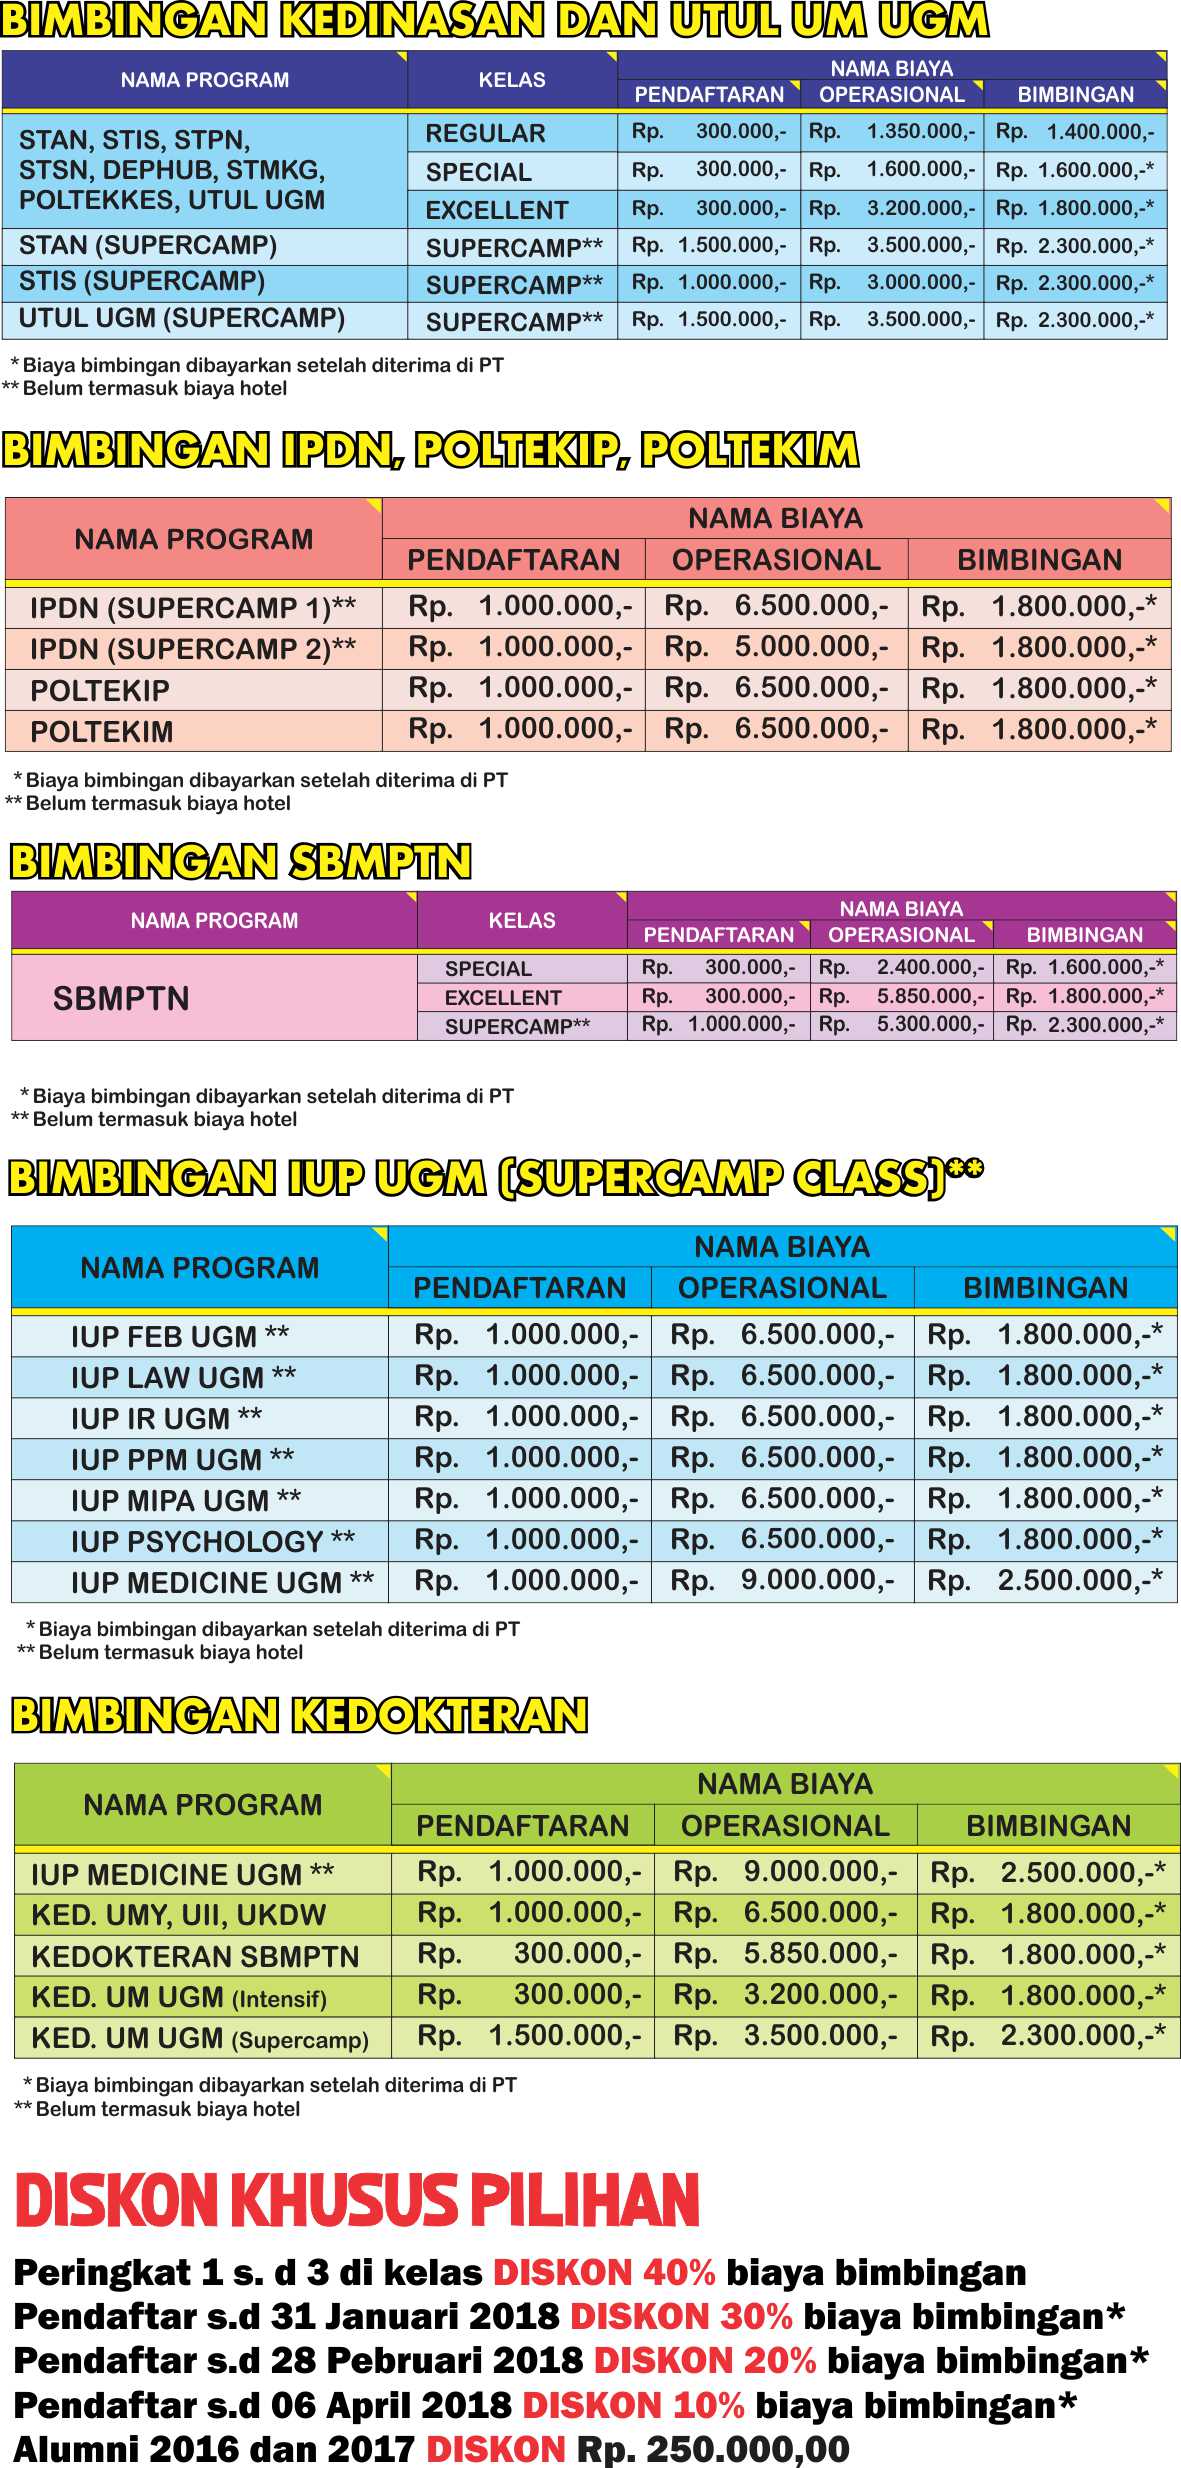 BIMBINGAN KEDINASAN DAN UTUL UM UGM
NAMA PROGRAM KELAS NAMA BIAYA
PENDAFTARAN OPERASIONAL BIMBINGAN
STAN, STIS, STPN,
STSN, DEPHUB, STMKG,
POLTEKKES, UTUL UGM
REGULAR Rp. 300.000,- Rp. 1.350.000,- Rp. 1.400.000,-
SPECIAL Rp. 300.000,- Rp. 1.600.000,- Rp. 1.600.000,-*
EXCELLENT Rp. 300.000,- Rp. 3.200.000,- Rp. 1.800.000,-*
STAN (SUPERCAMP) SUPERCAMP** Rp. 1.500.000,- Rp. 3.500.000,- Rp. 2.300.000,-*
STIS (SUPERCAMP) SUPERCAMP** Rp. 1.000.000,- Rp. 3.000.000,- Rp. 2.300.000,-*
UTUL UGM (SUPERCAMP) SUPERCAMP** Rp. 1.500.000,- Rp. 3.500.000,- Rp. 2.300.000,-*
* Biaya bimbingan dibayarkan setelah diterima di PT
** Belum termasuk biaya hotel
BIMBINGAN IPDN, POLTEKIP, POLTEKIM
NAMA PROGRAM NAMA BIAYA
PENDAFTARAN OPERASIONAL BIMBINGAN
IPDN (SUPERCAMP 1)** Rp. 1.000.000,- Rp. 6.500.000,- Rp. 1.800.000,-*
IPDN (SUPERCAMP 2)** Rp. 1.000.000,- Rp. 5.000.000,- Rp. 1.800.000,-*
POLTEKIP Rp. 1.000.000,- Rp. 6.500.000,- Rp. 1.800.000,-*
POLTEKIM Rp. 1.000.000,- Rp. 6.500.000,- Rp. 1.800.000,-*
* Biaya bimbingan dibayarkan setelah diterima di PT
** Belum termasuk biaya hotel
BIMBINGAN SBMPTN
NAMA PROGRAM KELAS NAMA BIAYA
PENDAFTARAN OPERASIONAL BIMBINGAN
SBMPTN
SPECIAL Rp. 300.000,- Rp. 2.400.000,- Rp. 1.600.000,-*
EXCELLENT Rp. 300.000,- Rp. 5.850.000,- Rp. 1.800.000,-*
SUPERCAMP** Rp. 1.000.000,- Rp. 5.300.000,- Rp. 2.300.000,-*
* Biaya bimbingan dibayarkan setelah diterima di PT
** Belum termasuk biaya hotel
BIMBINGAN IUP UGM (SUPERCAMP CLASS)**
NAMA PROGRAM NAMA BIAYA
PENDAFTARAN OPERASIONAL BIMBINGAN
IUP FEB UGM ** Rp. 1.000.000,- Rp. 6.500.000,- Rp. 1.800.000,-*
IUP LAW UGM ** Rp. 1.000.000,- Rp. 6.500.000,- Rp. 1.800.000,-*
IUP IR UGM ** Rp. 1.000.000,- Rp. 6.500.000,- Rp. 1.800.000,-*
IUP PPM UGM ** Rp. 1.000.000,- Rp. 6.500.000,- Rp. 1.800.000,-*
IUP MIPA UGM ** Rp. 1.000.000,- Rp. 6.500.000,- Rp. 1.800.000,-*
IUP PSYCHOLOGY ** Rp. 1.000.000,- Rp. 6.500.000,- Rp. 1.800.000,-*
IUP MEDICINE UGM ** Rp. 1.000.000,- Rp. 9.000.000,- Rp. 2.500.000,-*
* Biaya bimbingan dibayarkan setelah diterima di PT
** Belum termasuk biaya hotel
BIMBINGAN KEDOKTERAN
NAMA PROGRAM NAMA BIAYA
PENDAFTARAN OPERASIONAL BIMBINGAN
IUP MEDICINE UGM ** Rp. 1.000.000,- Rp. 9.000.000,- Rp. 2.500.000,-*
KED. UMY, UII, UKDW Rp. 1.000.000,- Rp. 6.500.000,- Rp. 1.800.000,-*
KEDOKTERAN SBMPTN Rp. 300.000,- Rp. 5.850.000,- Rp. 1.800.000,-*
KED. UM UGM (Intensif) Rp. 300.000,- Rp. 3.200.000,- Rp. 1.800.000,-*
KED. UM UGM (Supercamp) Rp. 1.500.000,- Rp. 3.500.000,- Rp. 2.300.000,-*
* Biaya bimbingan dibayarkan setelah diterima di PT
** Belum termasuk biaya hotel
DISKON KHUSUS PILIHAN
Peringkat 1 s. d 3 di kelas DISKON 40% biaya bimbingan
Pendaftar s.d 31 Januari 2018 DISKON 30% biaya bimbingan*
Pendaftar s.d 28 Pebruari 2018 DISKON 20% biaya bimbingan*
Pendaftar s.d 06 April 2018 DISKON 10% biaya bimbingan*
Alumni 2016 dan 2017 DISKON Rp. 250.000,00